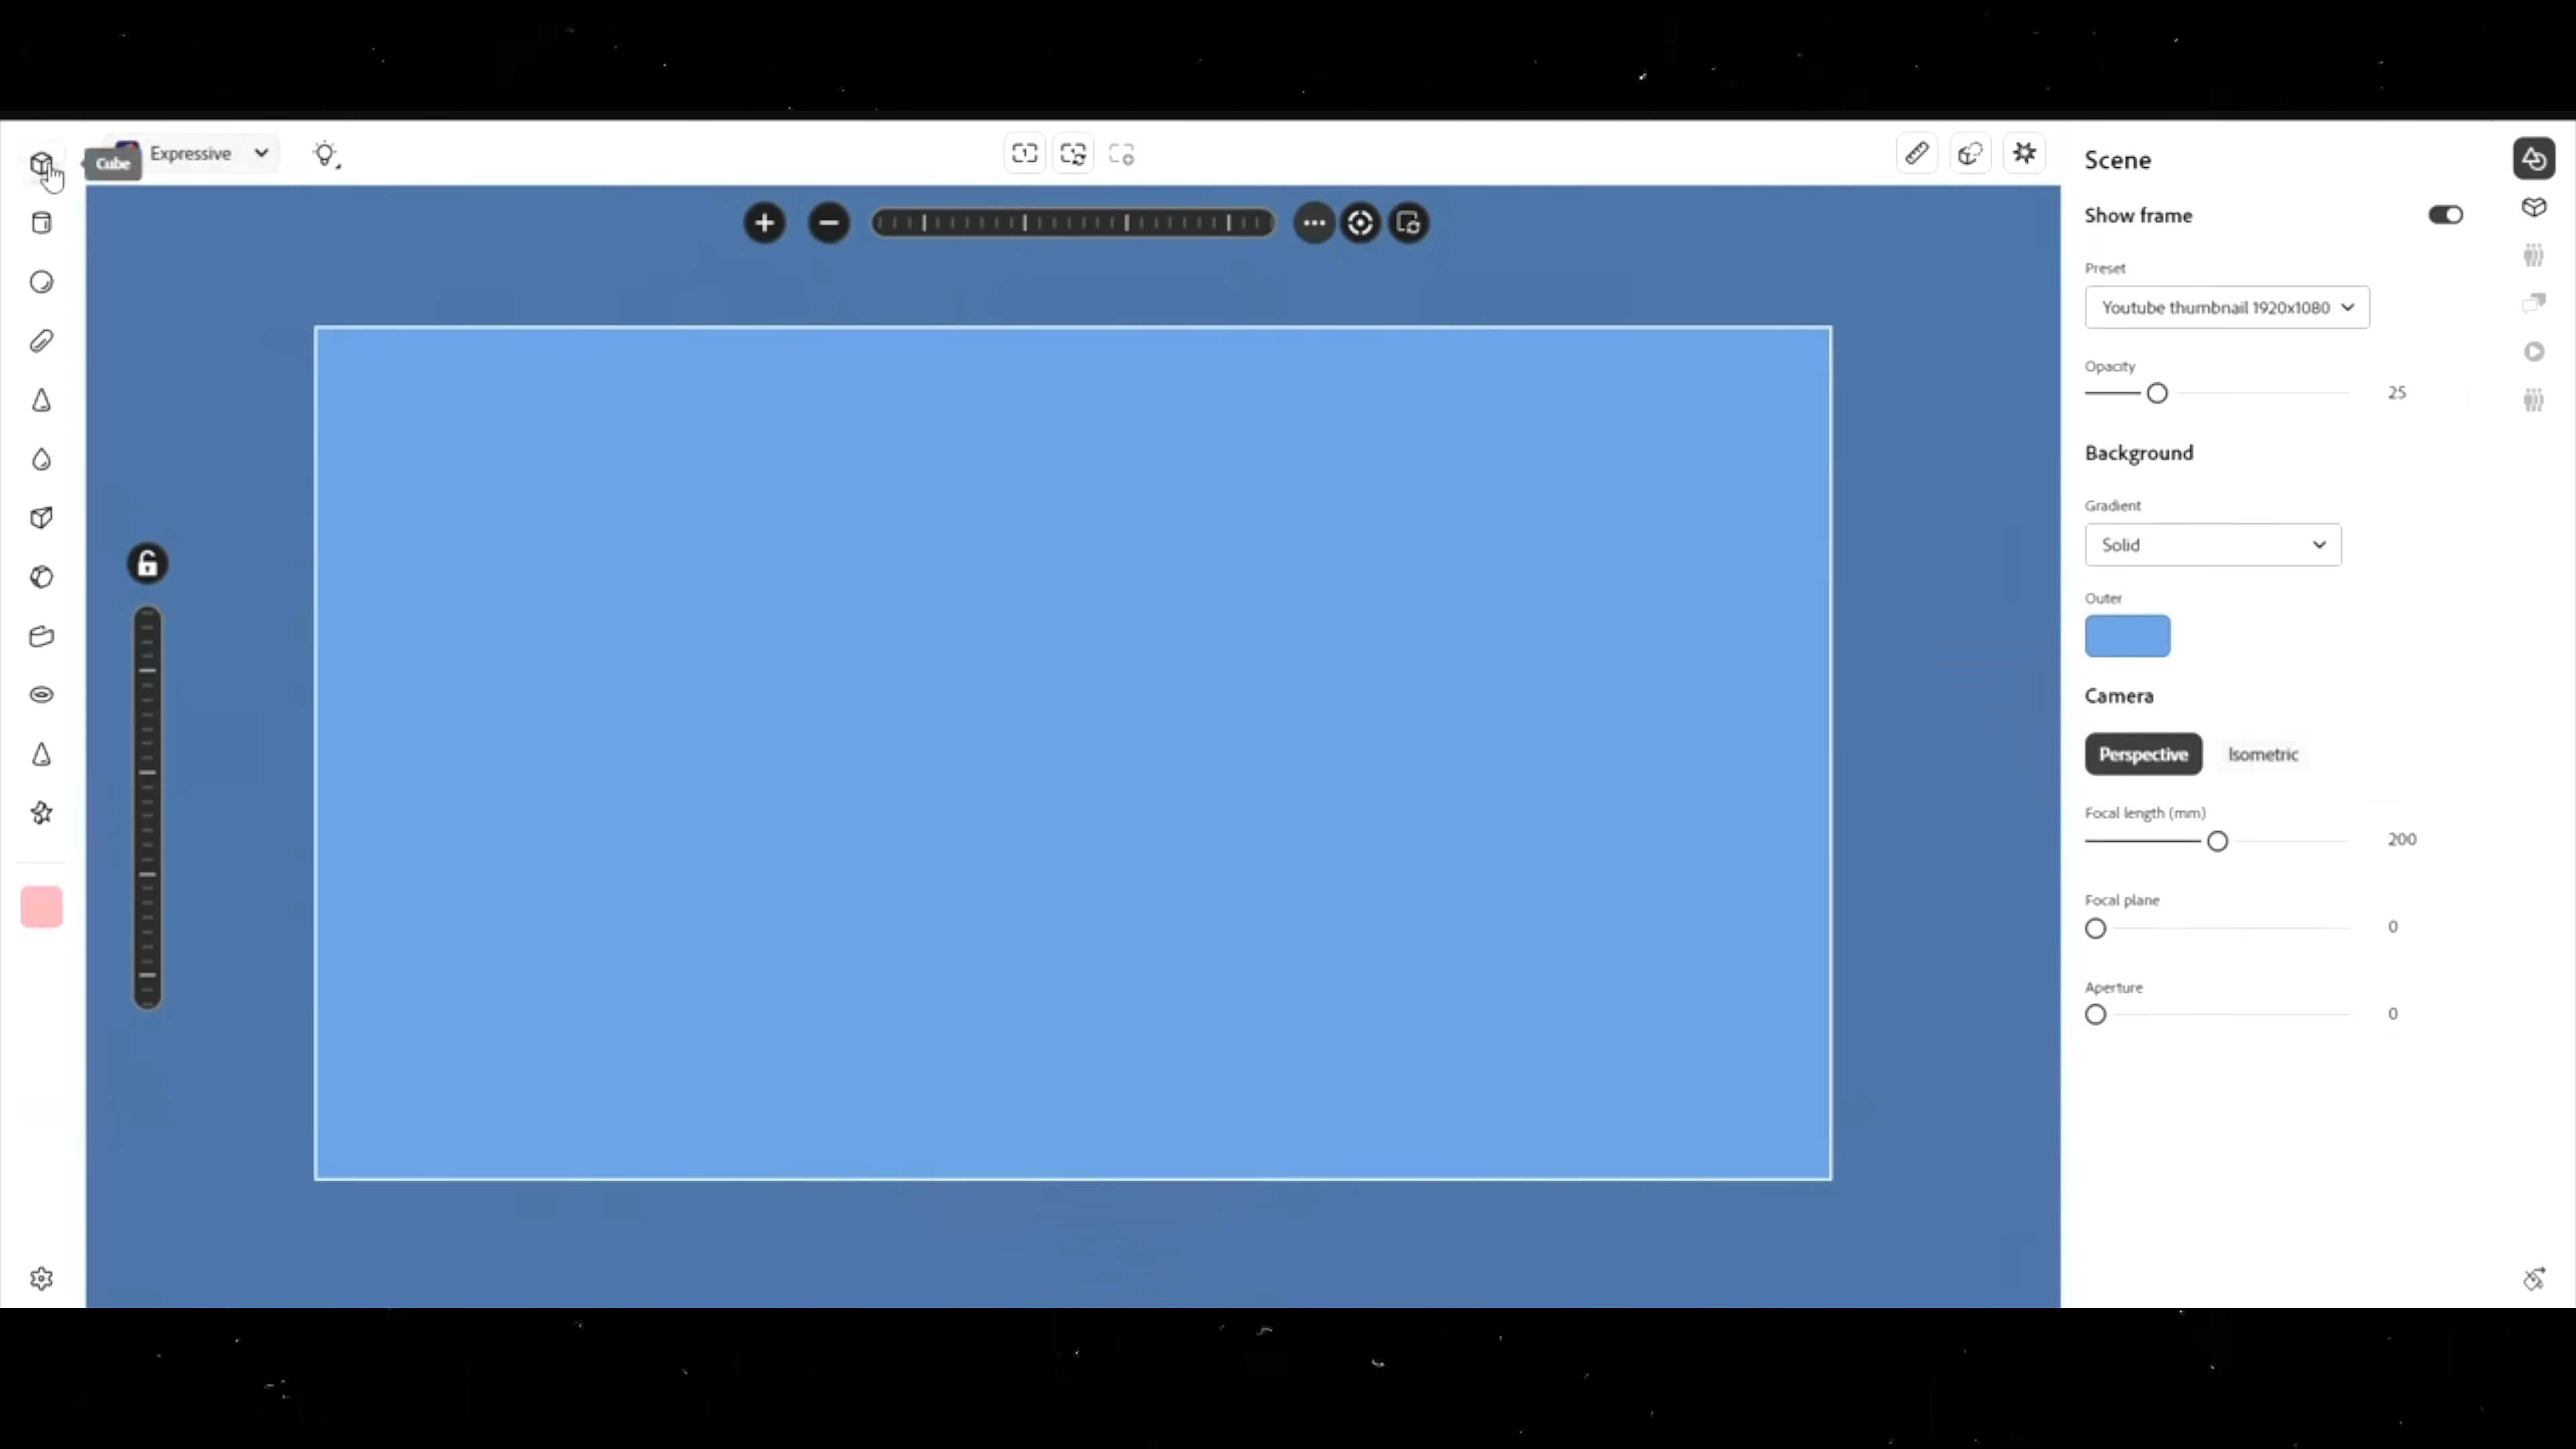 Cube
Expressive
Scene
Show frame
Preset
Youtube thumbnail 1920x1080
Opacity
25
Background
Gradient
Solid
Outer
Camera
Perspective Isometric
Focal length (mm)
200
Focal plane
0
Aperture
0